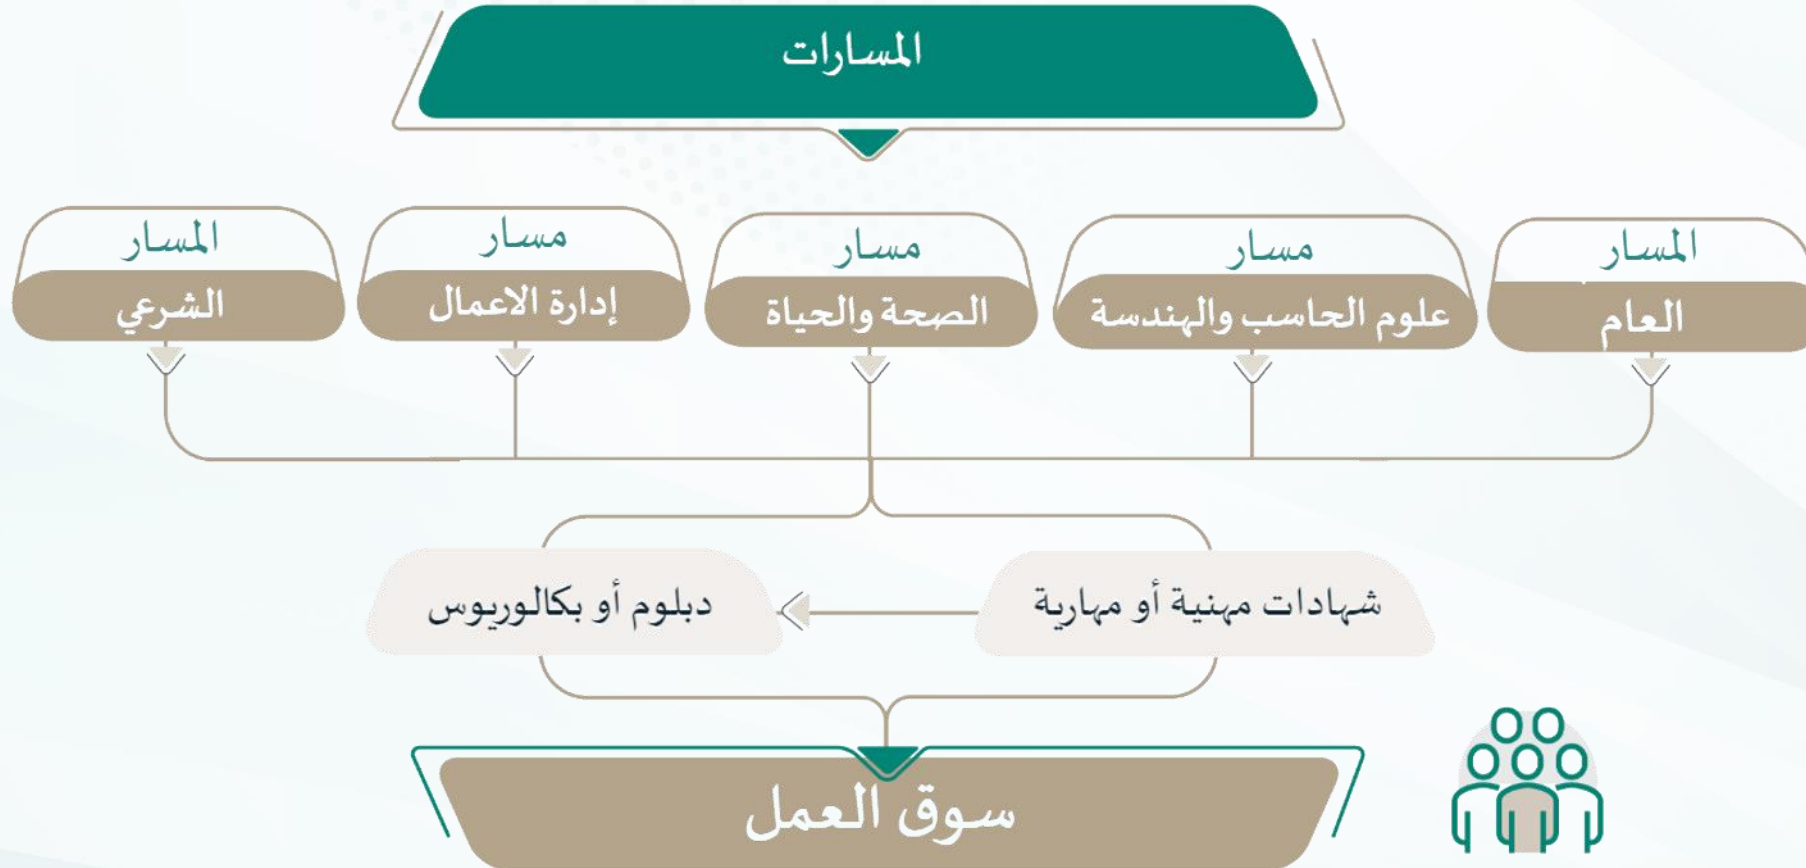 المسارات
المسار
العام
مسار
علوم الحاسب والهندسة
مسار
الصحة والحياة
مسار
إدارة الاعمال
المسار
الشرعي
شهادات مهنية أو مهارية
دبلوم أو بكالوريوس
سوق العمل